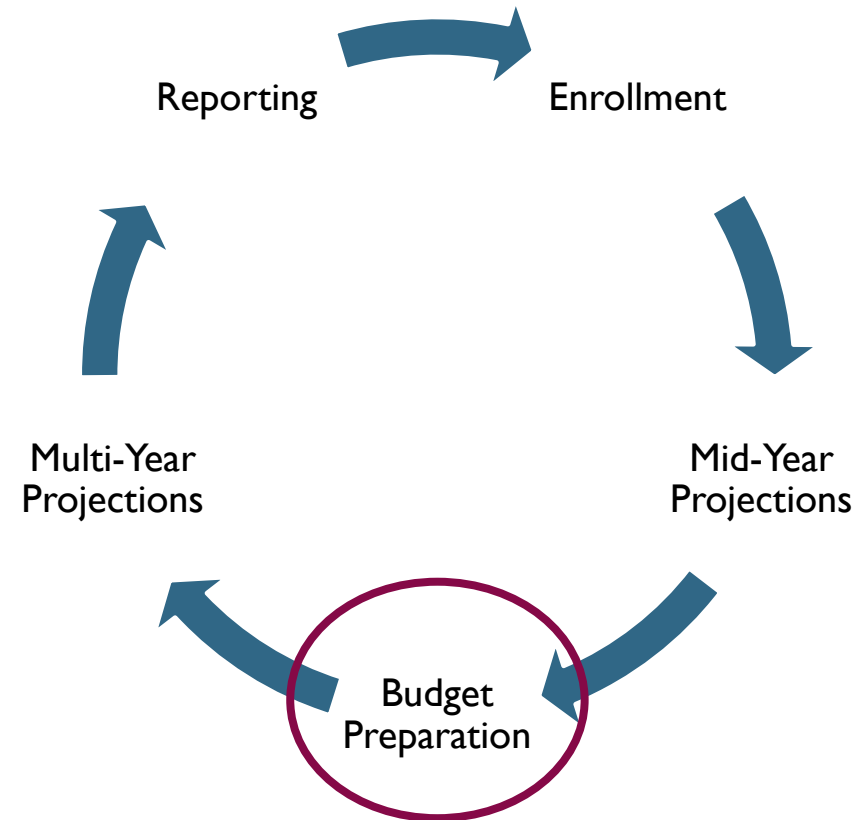 Reporting
Enrollment
Mid-Year
Projections
Budget
Preparation
Multi-Year
Projections